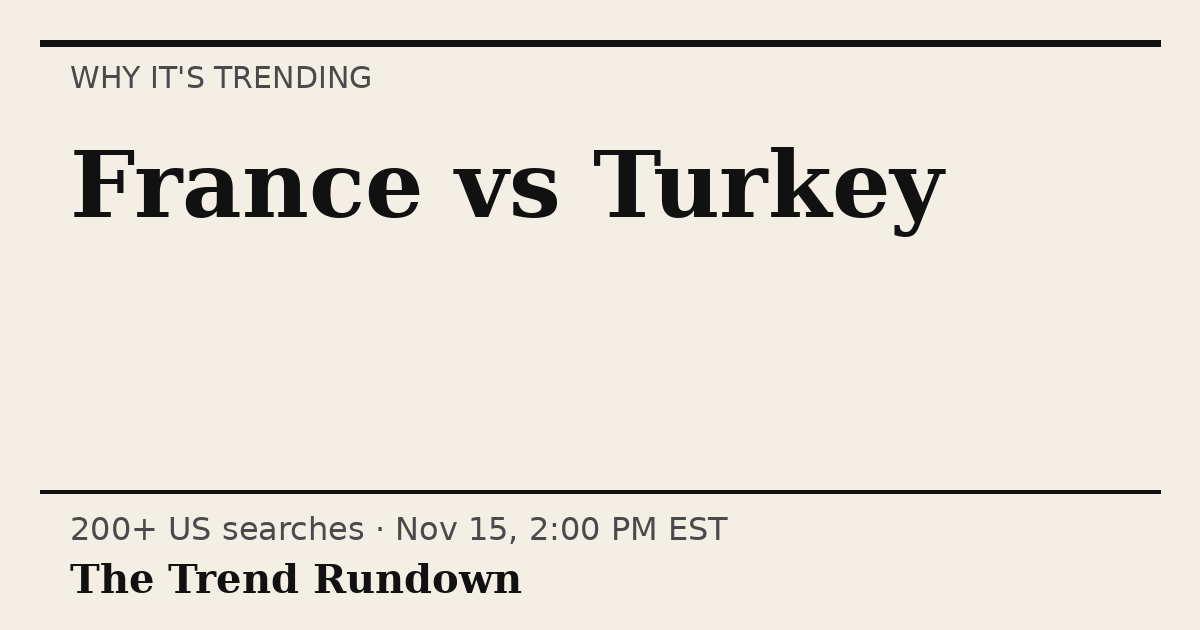 WHY IT'S TRENDING
France vs Turkey
200+ US searches · Nov 15, 2:00 PM EST
The Trend Rundown